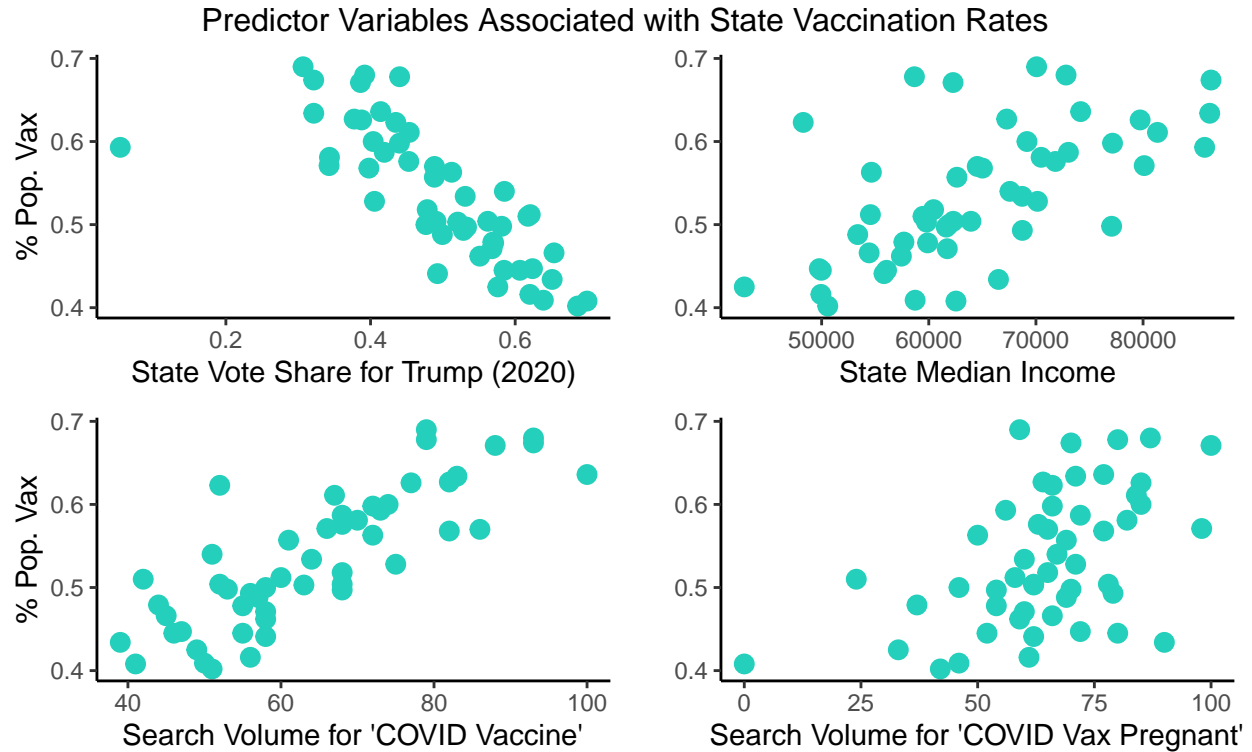 Predictor Variables Associated with State Vaccination Rates
% Pop. Vax
0.7
0.6
0.5
0.4
0.2 0.4 0.6
State Vote Share for Trump (2020)
0.7
0.6
0.5
0.4
50000 60000 70000 80000
State Median Income
% Pop. Vax
0.7
0.6
0.5
0.4
40 60 80 100
Search Volume for 'COVID Vaccine'
0.7
0.6
0.5
0.4
0 25 50 75 100
Search Volume for 'COVID Vax Pregnant'